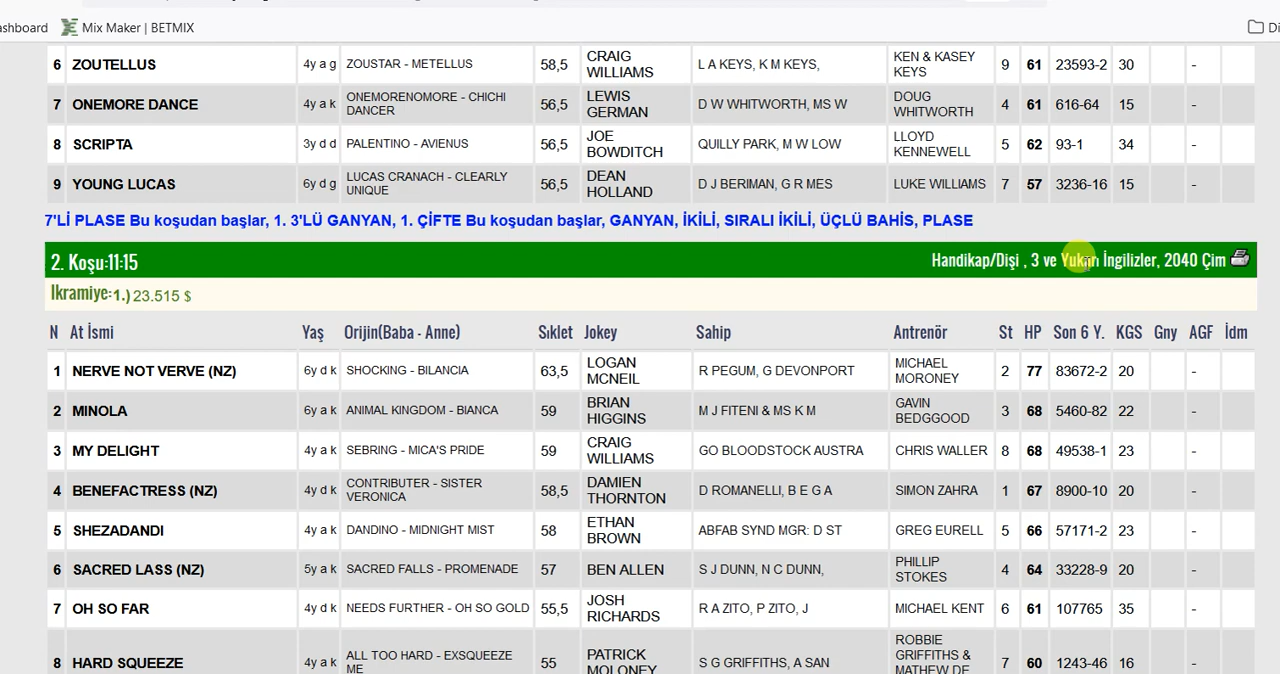 ashboard Mix Maker | BETMIX Di
6 ZOUTELLUS 4y a g ZOUSTAR - METELLUS 58,5 CRAIG WILLIAMS L A KEYS, K M KEYS, KEN & KASEY KEYS 9 61 23593-2 30 -
7 ONEMORE DANCE 4y a k ONEMORENOMORE - CHICHI DANCER 56,5 LEWIS GERMAN D W WHITWORTH, MS W DOUG WHITWORTH 4 61 616-64 15 -
8 SCRIPTA 3y d d PALENTINO - AVIENUS 56,5 JOE BOWDITCH QUILLY PARK, M W LOW LLOYD KENNEWELL 5 62 93-1 34 -
9 YOUNG LUCAS 6y d g LUCAS CRANACH - CLEARLY UNIQUE 56,5 DEAN HOLLAND D J BERIMAN, G R MES LUKE WILLIAMS 7 57 3236-16 15 -
7'Lİ PLASE Bu koşudan başlar, 1. 3'LÜ GANYAN, 1. ÇİFTE Bu koşudan başlar, GANYAN, İKİLİ, SIRALI İKİLİ, ÜÇLÜ BAHİS, PLASE
2. Koşu:11:15 Handikap/Dişi , 3 ve Yukarı İngilizler, 2040 Çim
Ikramiye:1.) 23.515 $
N At İsmi Yaş Orijin(Baba - Anne) Sıklet Jokey Sahip Antrenör St HP Son 6 Y. KGS Gny AGF İdm
1 NERVE NOT VERVE (NZ) 6y d k SHOCKING - BILANCIA 63,5 LOGAN MCNEIL R PEGUM, G DEVONPORT MICHAEL MORONEY 2 77 83672-2 20 -
2 MINOLA 6y a k ANIMAL KINGDOM - BIANCA 59 BRIAN HIGGINS M J FITENI & MS K M GAVIN BEDGGOOD 3 68 5460-82 22 -
3 MY DELIGHT 4y a k SEBRING - MICA'S PRIDE 59 CRAIG WILLIAMS GO BLOODSTOCK AUSTRA CHRIS WALLER 8 68 49538-1 23 -
4 BENEFACTRESS (NZ) 4y d k CONTRIBUTER - SISTER VERONICA 58,5 DAMIEN THORNTON D ROMANELLI, B E G A SIMON ZAHRA 1 67 8900-10 20 -
5 SHEZADANDI 4y a k DANDINO - MIDNIGHT MIST 58 ETHAN BROWN ABFAB SYND MGR: D ST GREG EURELL 5 66 57171-2 23 -
6 SACRED LASS (NZ) 5y a k SACRED FALLS - PROMENADE 57 BEN ALLEN S J DUNN, N C DUNN, PHILLIP STOKES 4 64 33228-9 20 -
7 OH SO FAR 4y d k NEEDS FURTHER - OH SO GOLD 55,5 JOSH RICHARDS R A ZITO, P ZITO, J MICHAEL KENT 6 61 107765 35 -
8 HARD SQUEEZE 4y a k ALL TOO HARD - EXSQUEEZE ME 55 PATRICK MOLONEY S G GRIFFITHS, A SAN ROBBIE GRIFFITHS & MATHEW DE 7 60 1243-46 16 -